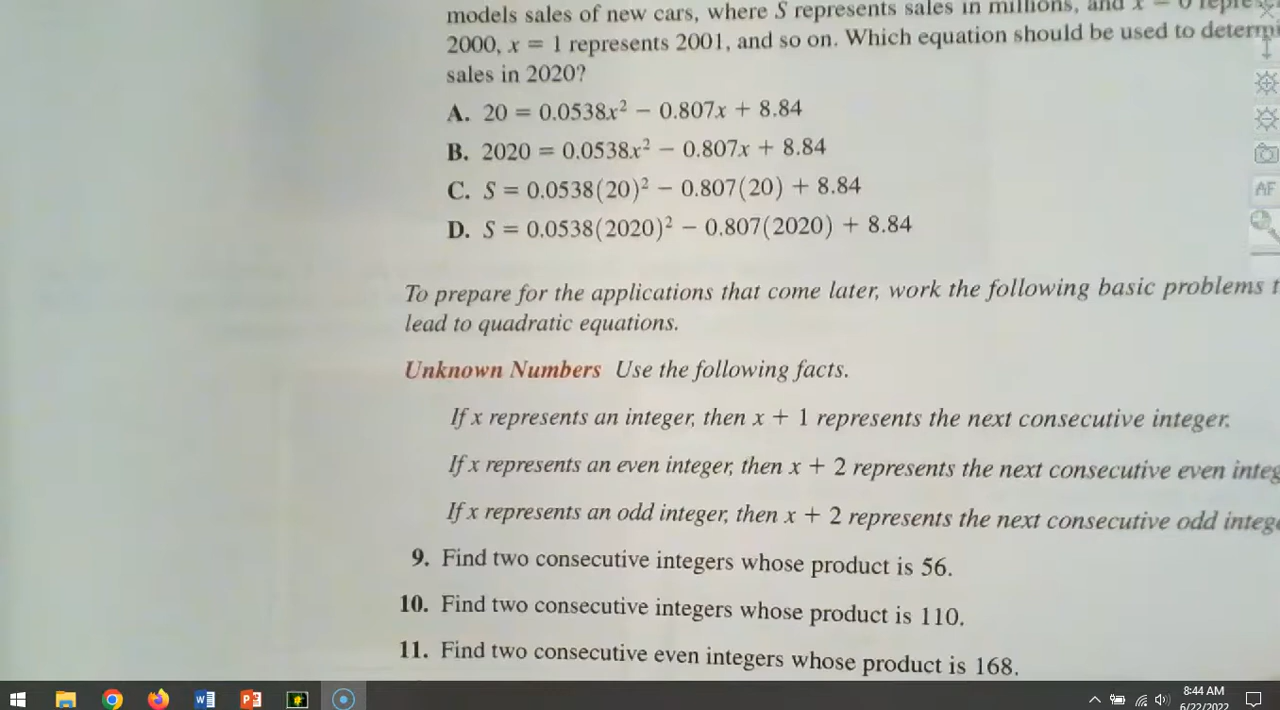 models sales of new cars, where S represents sales in millions, and x = 0
2000, x = 1 represents 2001, and so on. Which equation should be used to
sales in 2020?
A. 20 = 0.0538x² − 0.807x + 8.84
B. 2020 = 0.0538x² − 0.807x + 8.84
C. S = 0.0538(20)² − 0.807(20) + 8.84
D. S = 0.0538(2020)² − 0.807(2020) + 8.84
To prepare for the applications that come later, work the following basic problems
lead to quadratic equations.
Unknown Numbers Use the following facts.
If x represents an integer, then x + 1 represents the next consecutive integer.
If x represents an even integer, then x + 2 represents the next consecutive even
If x represents an odd integer, then x + 2 represents the next consecutive odd
9. Find two consecutive integers whose product is 56.
10. Find two consecutive integers whose product is 110.
11. Find two consecutive even integers whose product is 168.
AF
8:44 AM
6/22/2022